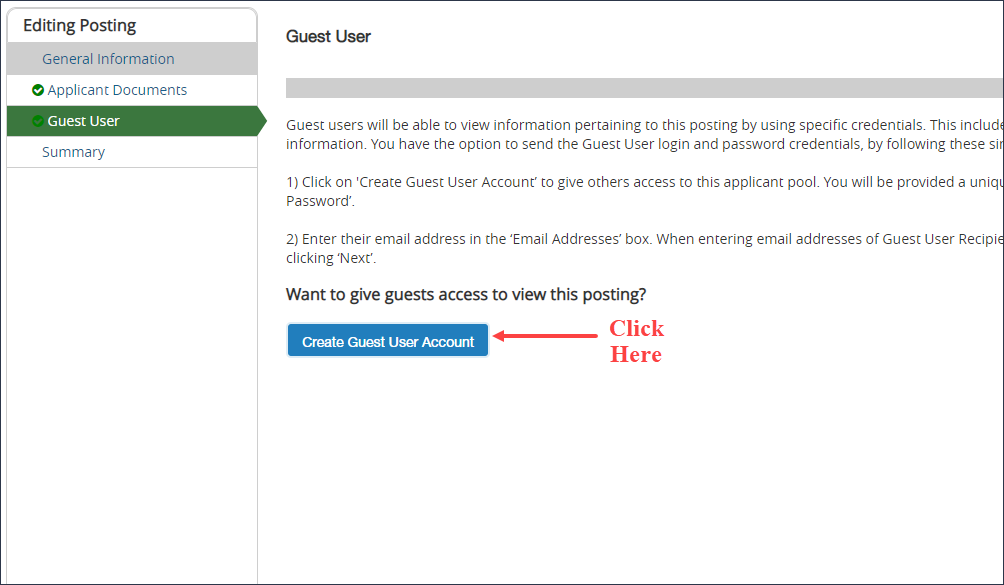 Editing Posting
General Information
Applicant Documents
Guest User
Summary
Guest User
Guest users will be able to view information pertaining to this posting by using specific credentials. This
information. You have the option to send the Guest User login and password credentials, by following these
1) Click on 'Create Guest User Account’ to give others access to this applicant pool. You will be provided a
Password’.
2) Enter their email address in the ‘Email Addresses’ box. When entering email addresses of Guest User
clicking ‘Next’.
Want to give guests access to view this posting?
Create Guest User Account
Click
Here